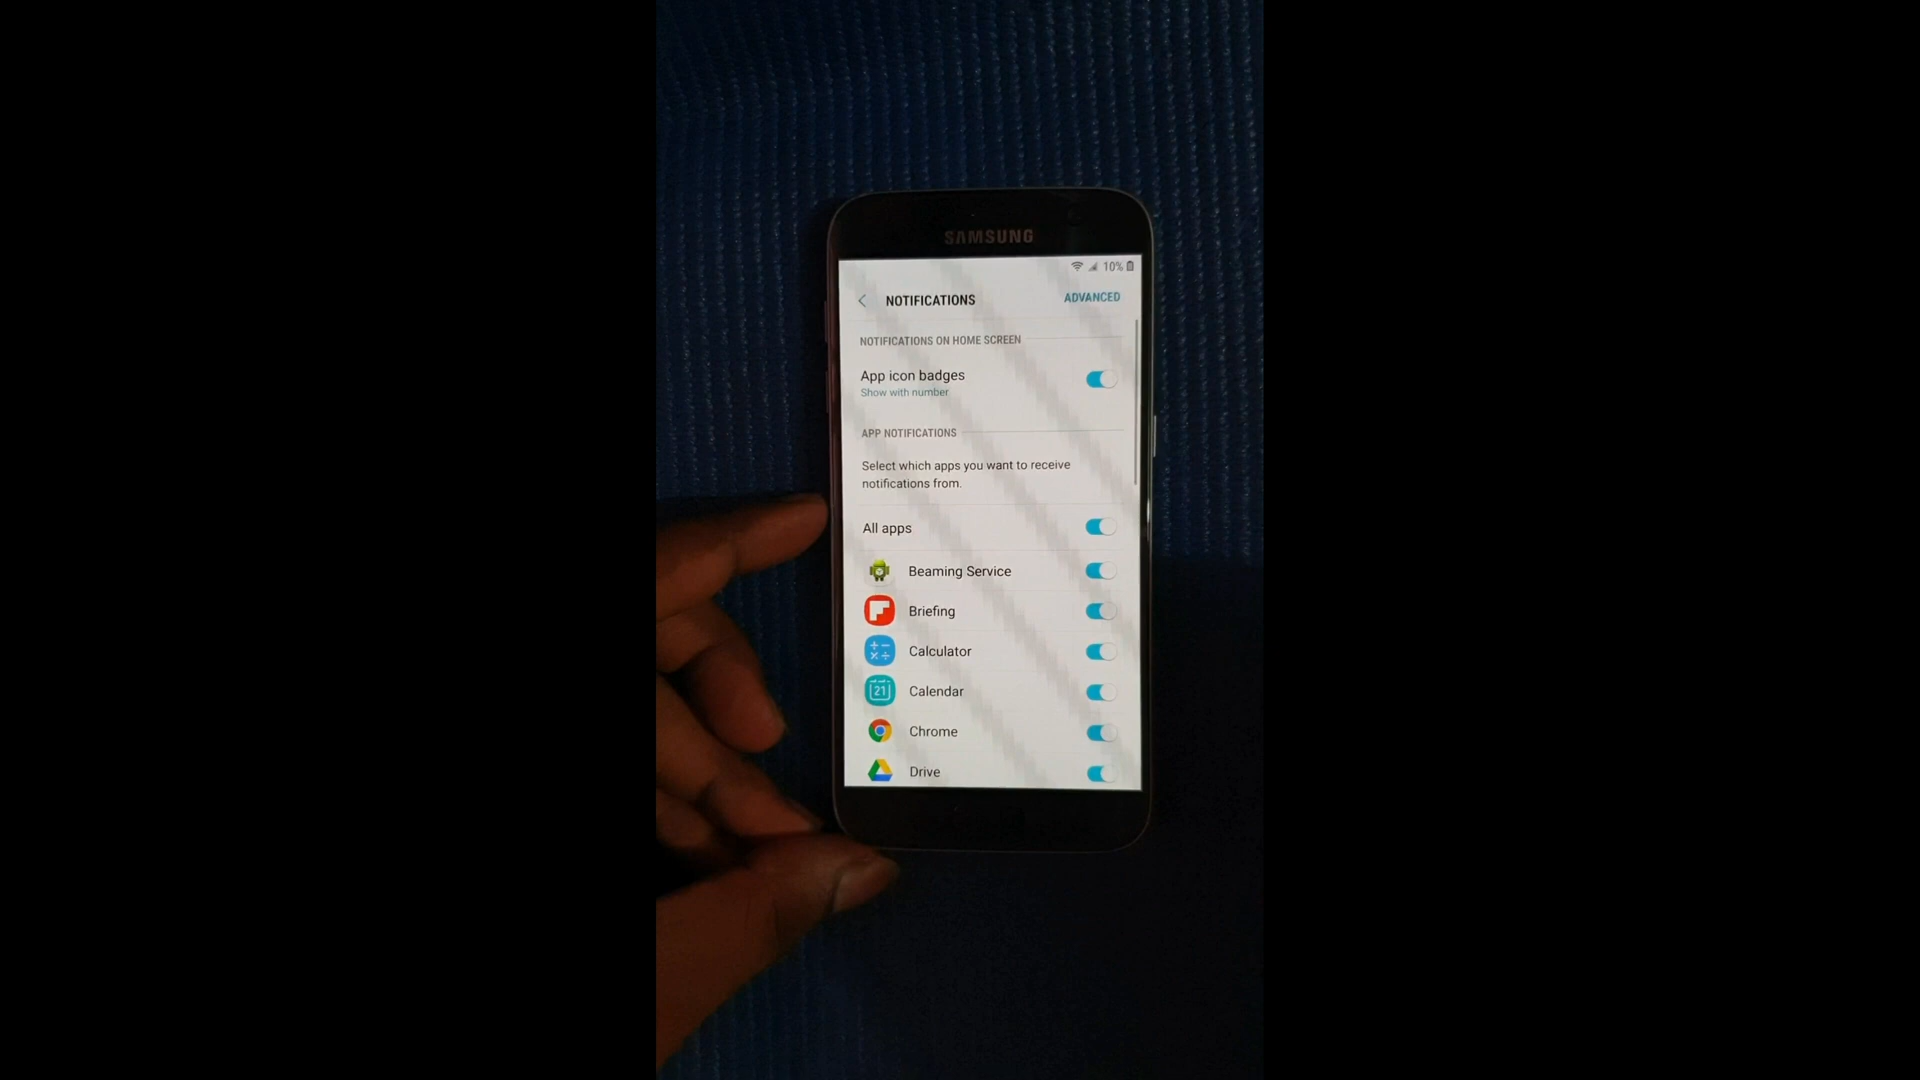 SAMSUNG
10%
NOTIFICATIONS
ADVANCED
NOTIFICATIONS ON HOME SCREEN
App icon badges
Show with number
APP NOTIFICATIONS
Select which apps you want to receive
notifications from.
All apps
Beaming Service
Briefing
Calculator
21
Calendar
Chrome
Drive